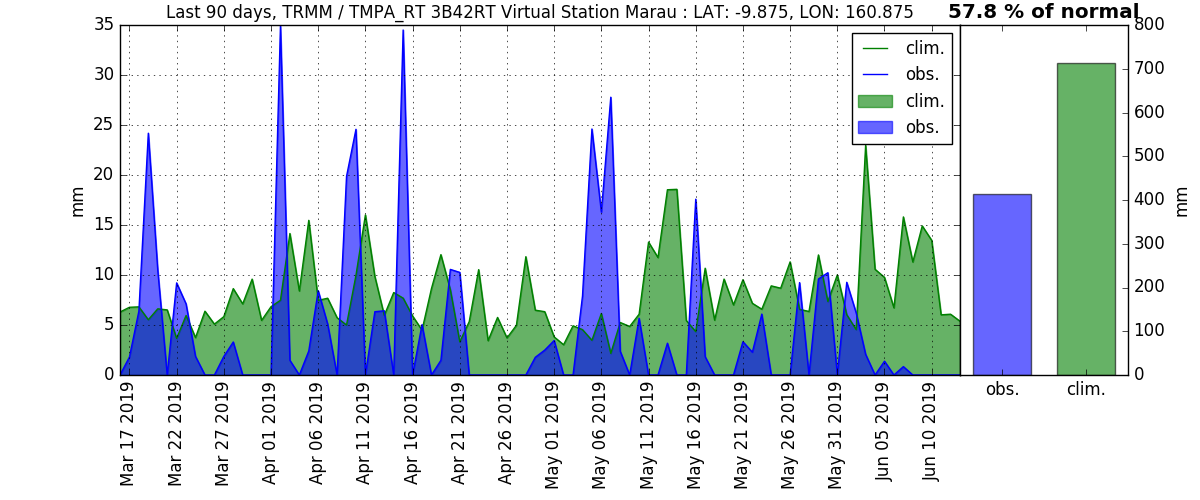 Last 90 days, TRMM / TMPA_RT 3B42RT Virtual Station Marau : LAT: -9.875, LON: 160.875
57.8 % of normal
35
30
25
20
15
10
5
0
mm
clim.
obs.
clim.
obs.
800
700
600
500
400
300
200
100
0
mm
Mar 17 2019
Mar 22 2019
Mar 27 2019
Apr 01 2019
Apr 06 2019
Apr 11 2019
Apr 16 2019
Apr 21 2019
Apr 26 2019
May 01 2019
May 06 2019
May 11 2019
May 16 2019
May 21 2019
May 26 2019
May 31 2019
Jun 05 2019
Jun 10 2019
obs.
clim.